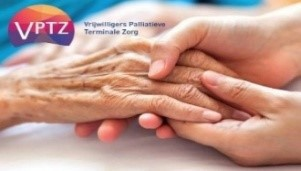 VPTZ
Vrijwilligers Palliatieve
Terminale Zorg